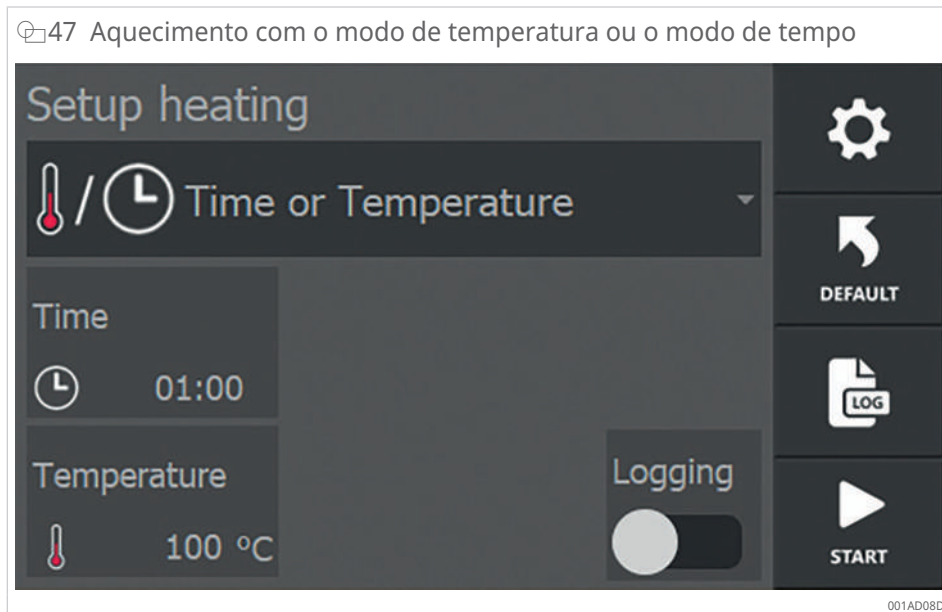 47 Aquecimento com o modo de temperatura ou o modo de tempo
Setup heating
/ Time or Temperature
Time
01:00
Temperature
100 °C
Logging
DEFAULT
LOG
START
001AD08D